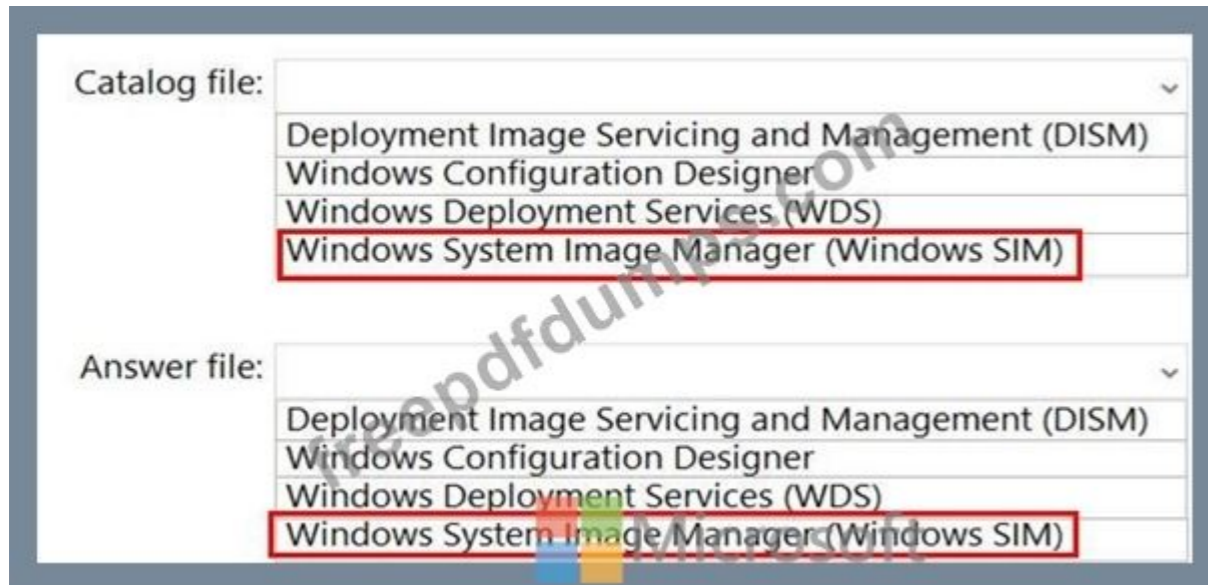 Catalog file:
Deployment Image Servicing and Management (DISM)
Windows Configuration Designer
Windows Deployment Services (WDS)
Windows System Image Manager (Windows SIM)
freepdfdumps.com
Answer file:
Deployment Image Servicing and Management (DISM)
Windows Configuration Designer
Windows Deployment Services (WDS)
Windows System Image Manager (Windows SIM)
Microsoft